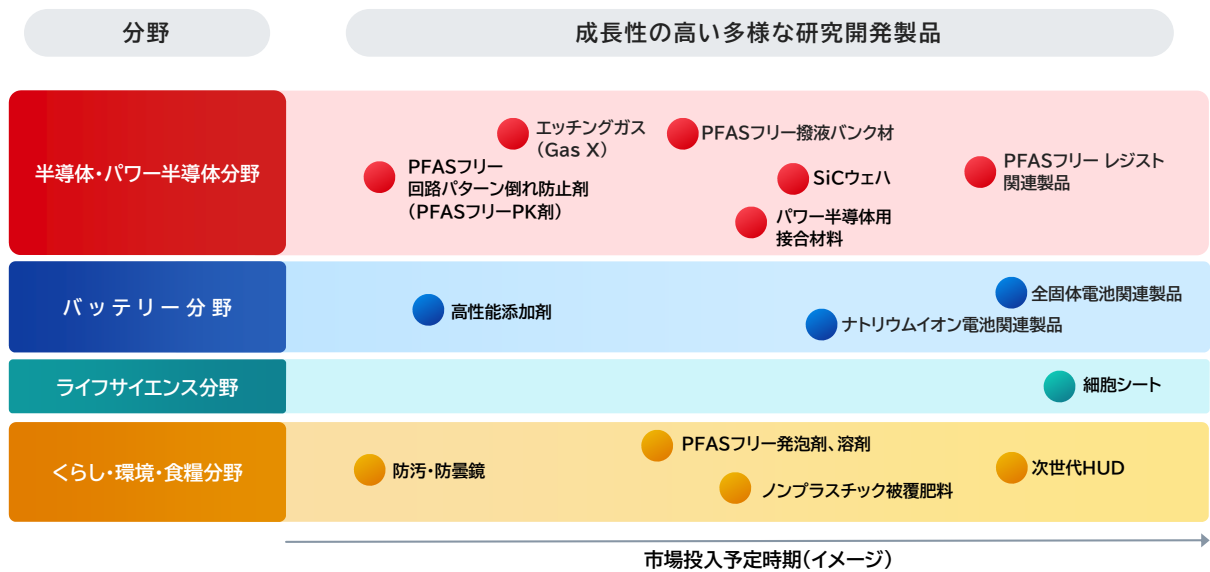 分野
成長性の高い多様な研究開発製品
半導体・パワー半導体分野
エッチングガス
（Gas X）
PFASフリー撥液バンク材
PFASフリー
回路パターン倒れ防止剤
（PFASフリーPK剤）
SiCウェハ
パワー半導体用
接合材料
PFASフリー レジスト
関連製品
バッテリー分野
高性能添加剤
全固体電池関連製品
ナトリウムイオン電池関連製品
ライフサイエンス分野
細胞シート
くらし・環境・食糧分野
防汚・防曇鏡
PFASフリー発泡剤、溶剤
ノンプラスチック被覆肥料
次世代HUD
市場投入予定時期（イメージ）